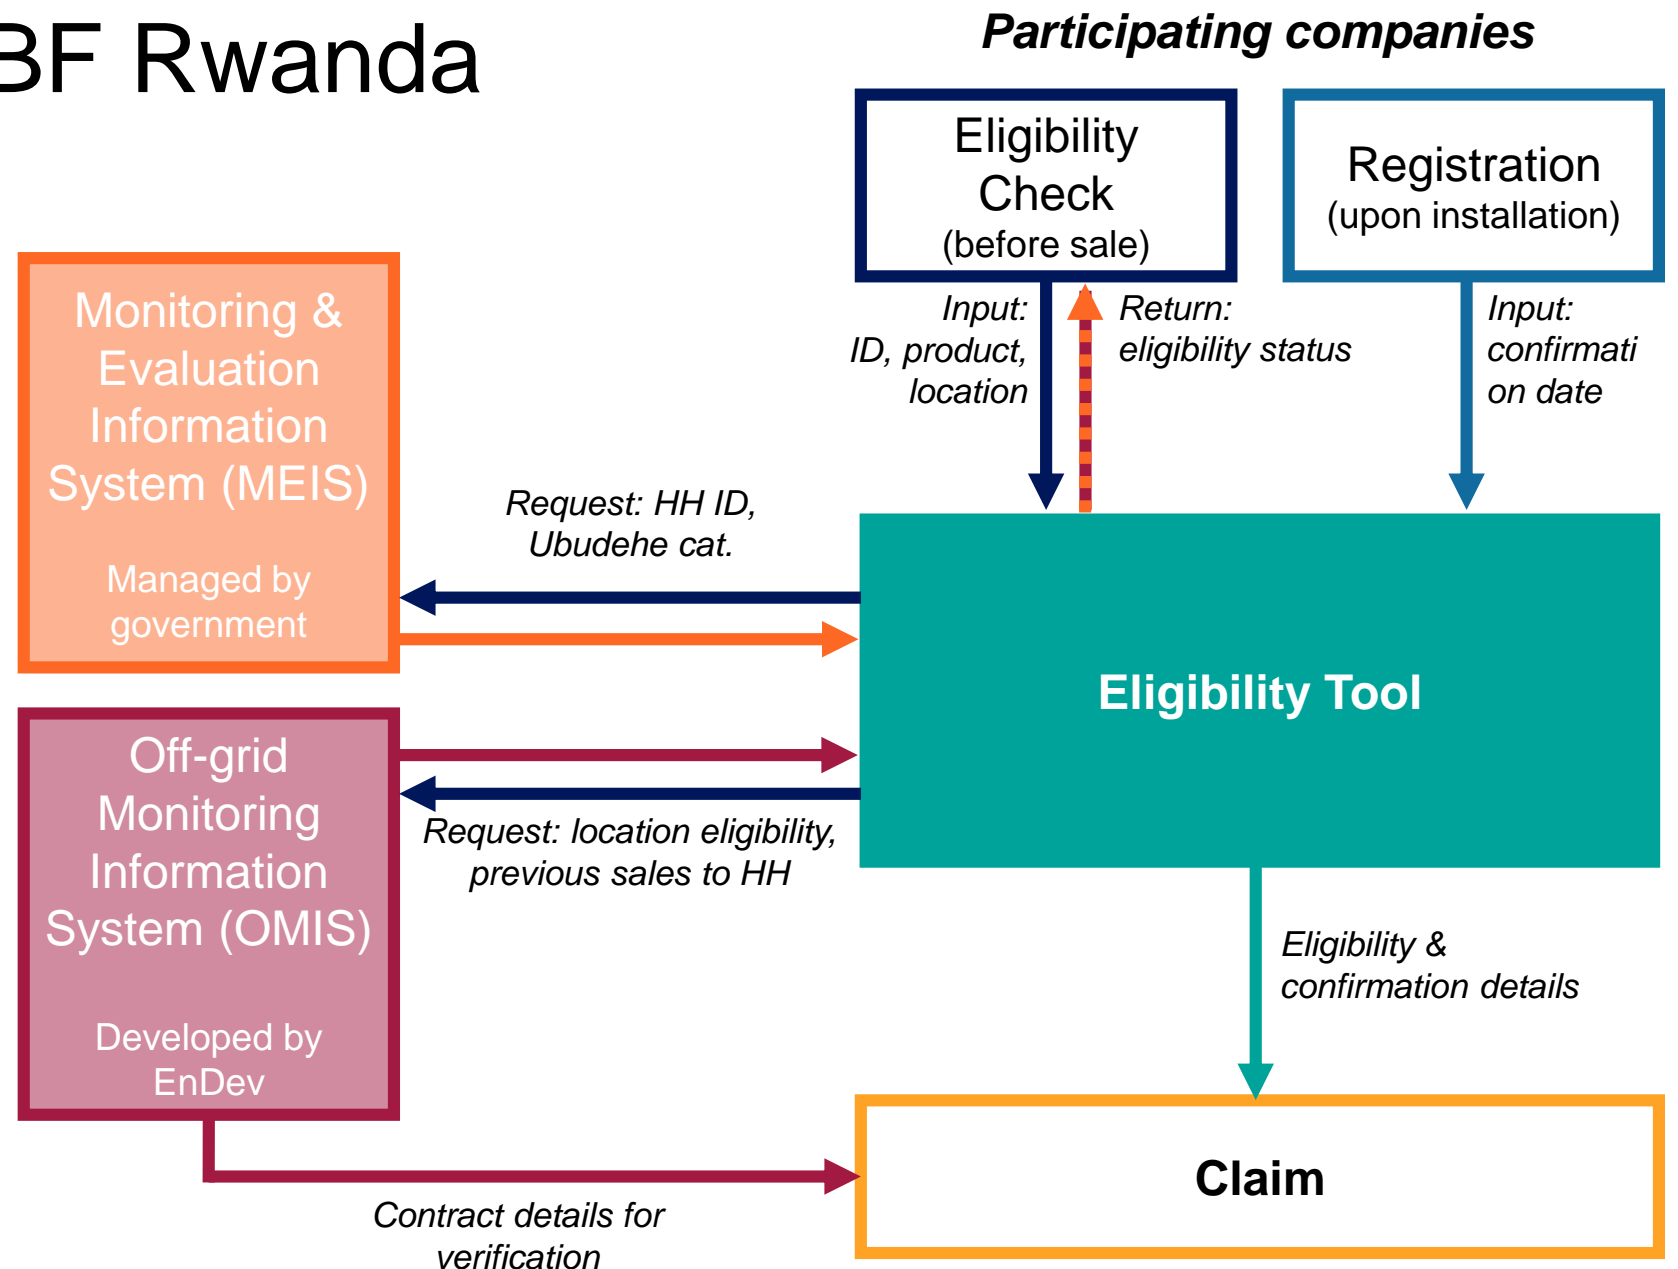 BF Rwanda
Participating companies
Eligibility
Check
(before sale)
Registration
(upon installation)
Input:
ID, product,
location
Return:
eligibility status
Input:
confirmati
on date
Monitoring &
Evaluation
Information
System (MEIS)
Managed by
government
Request: HH ID,
Ubudehe cat.
Eligibility Tool
Off-grid
Monitoring
Information
System (OMIS)
Developed by
EnDev
Request: location eligibility,
previous sales to HH
Eligibility &
confirmation details
Claim
Contract details for
verification